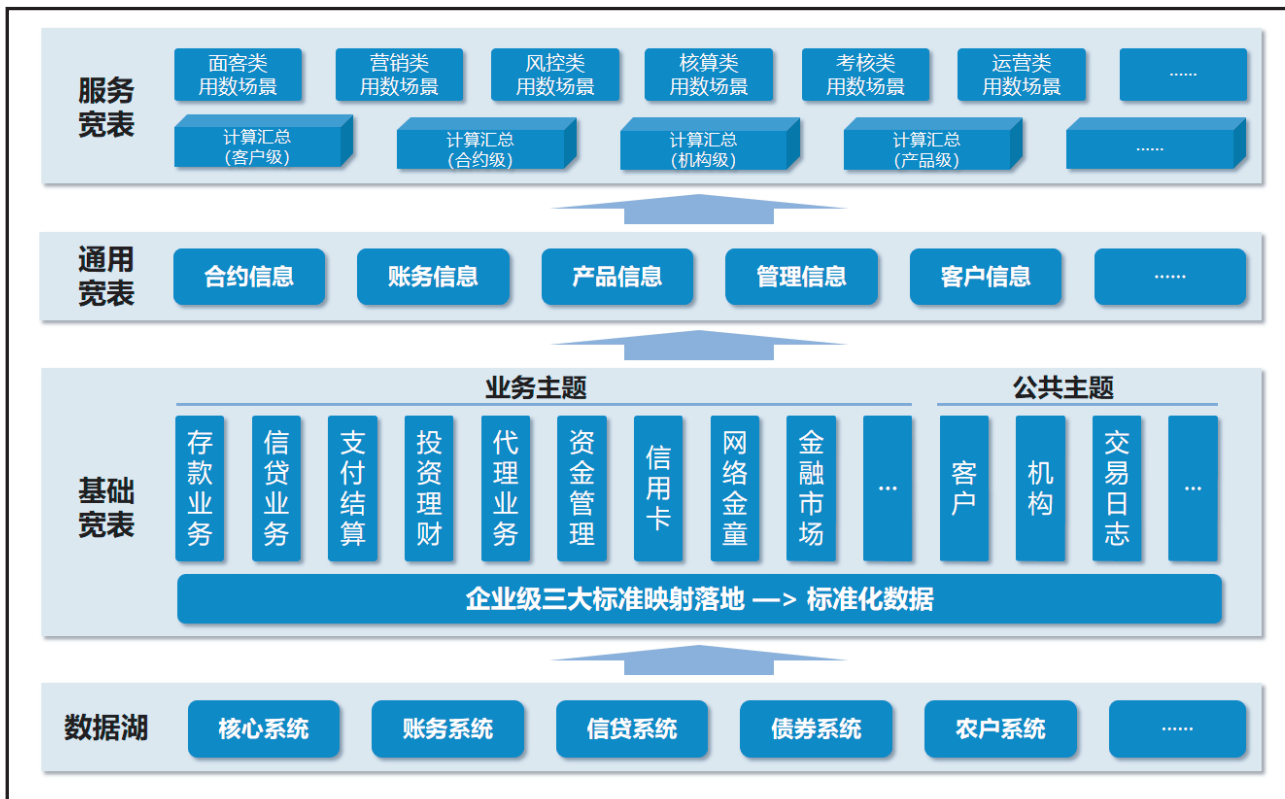 服务
宽表
面客类
用数场景
营销类
用数场景
风控类
用数场景
核算类
用数场景
考核类
用数场景
运营类
用数场景
······
计算汇总
(客户级)
计算汇总
(合约级)
计算汇总
(机构级)
计算汇总
(产品级)
······
通用
宽表
合约信息
账务信息
产品信息
管理信息
客户信息
······
基础
宽表
业务主题
公共主题
存款业务
信贷业务
支付结算
投资理财
代理业务
资金管理
信用卡
网络金童
金融市场
···
客户
机构
交易日志
···
企业级三大标准映射落地 —> 标准化数据
数据湖
核心系统
账务系统
信贷系统
债券系统
农户系统
······